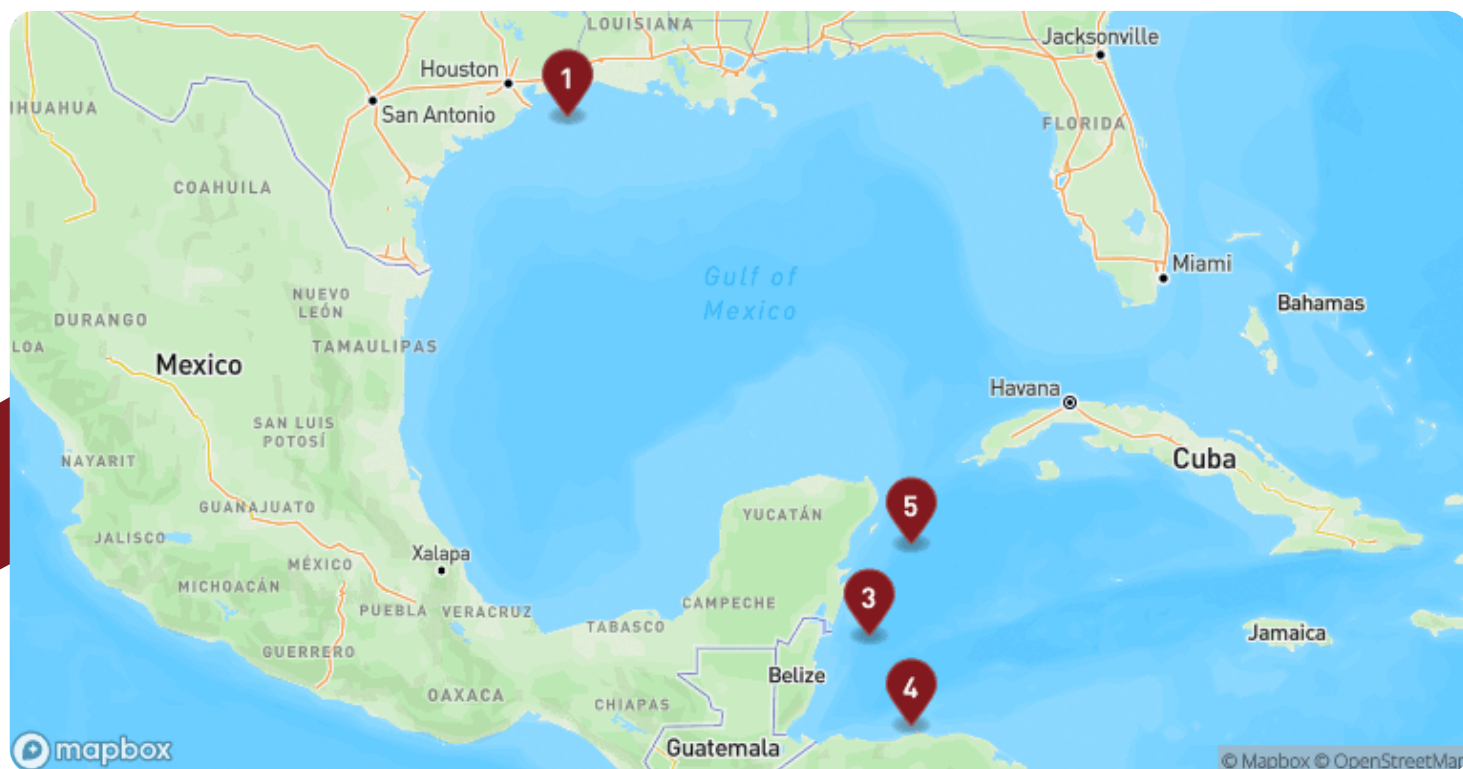 LOUISIANA
Jacksonville
Houston
1
San Antonio
IHUAHUA
FLORIDA
COAHUILA
Gulf of
Mexico
Miami
NUEVO
LEÓN
Bahamas
DURANGO
LOA
TAMAULIPAS
Mexico
Havana
SAN LUIS
POTOSÍ
NAYARIT
Cuba
GUANAJUATO
5
YUCATÁN
JALISCO
Xalapa
MÉXICO
MICHOACÁN
3
PUEBLA
VERACRUZ
CAMPECHE
TABASCO
Jamaica
GUERRERO
Belize
4
OAXACA
CHIAPAS
Guatemala
mapbox
© Mapbox © OpenStreetMap